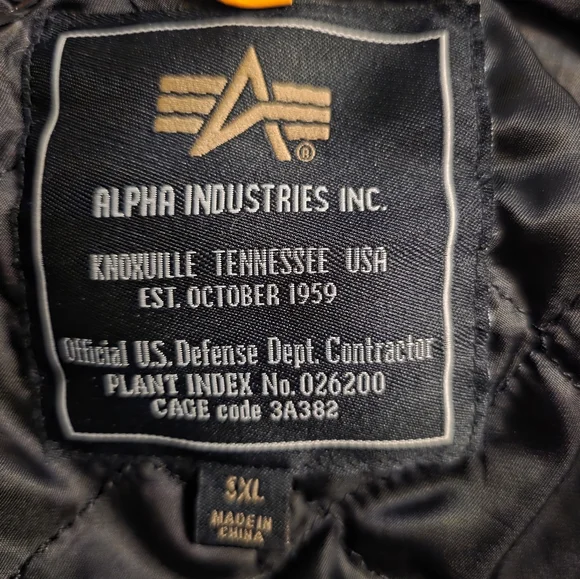 ®
ALPHA INDUSTRIES INC.
KNOXVILLE TENNESSEE USA
EST. OCTOBER 1959
Official U.S. Defense Dept. Contractor
PLANT INDEX No. 026200
CAGE code 3A382
3XL
MADE IN
CHINA